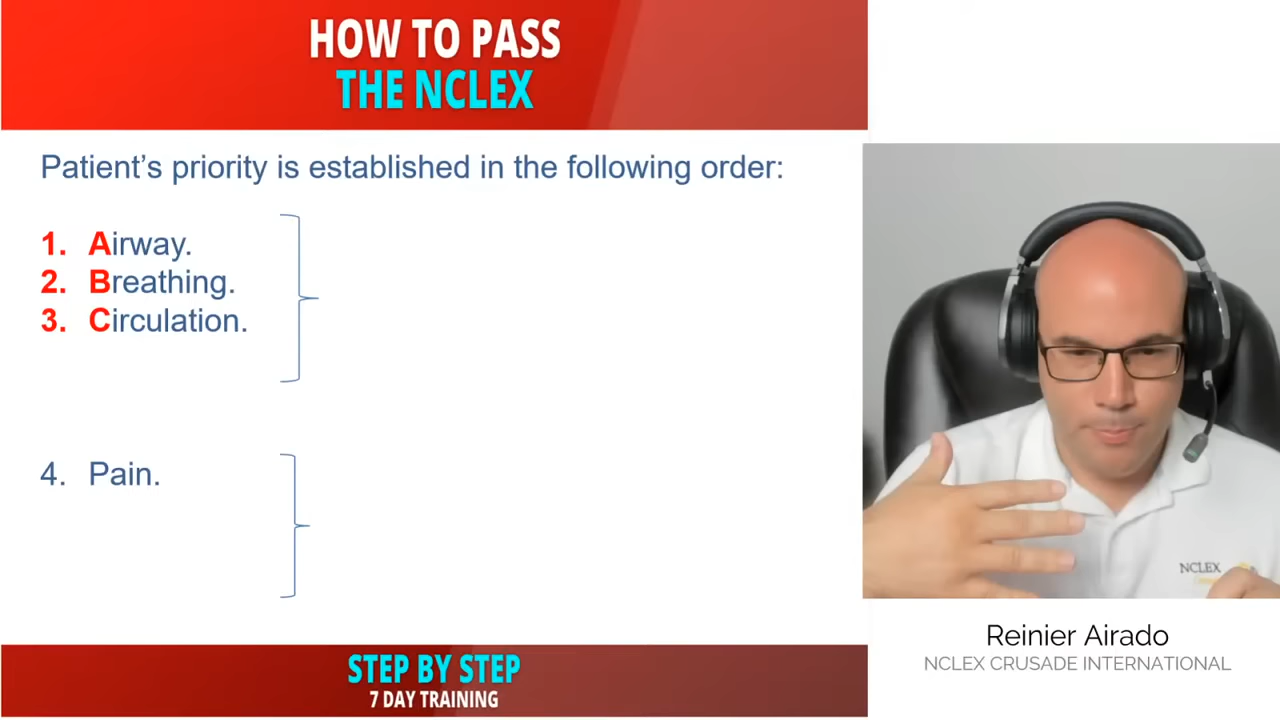 HOW TO PASS
THE NCLEX
Patient's priority is established in the following order:
1. Airway.
2. Breathing.
3. Circulation.
4. Pain.
STEP BY STEP
7 DAY TRAINING
NCLEX
Reinier Airado
NCLEX CRUSADE INTERNATIONAL